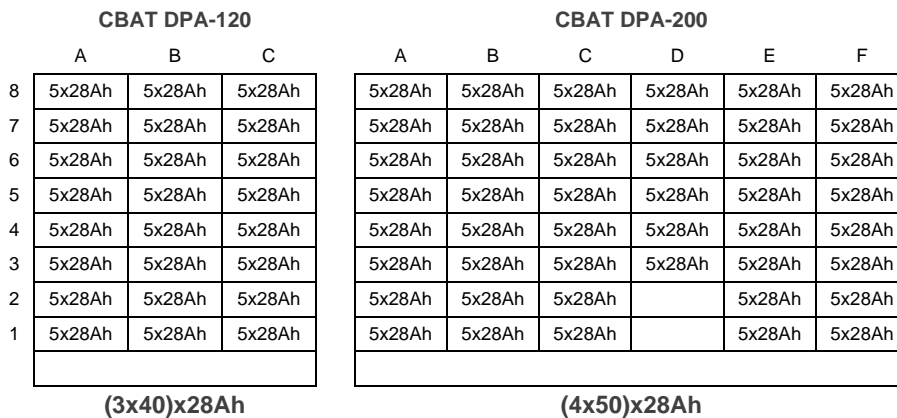 CBAT DPA-120 CBAT DPA-200
A B C A B C D E F
8 5x28Ah 5x28Ah 5x28Ah 5x28Ah 5x28Ah 5x28Ah 5x28Ah 5x28Ah 5x28Ah
7 5x28Ah 5x28Ah 5x28Ah 5x28Ah 5x28Ah 5x28Ah 5x28Ah 5x28Ah 5x28Ah
6 5x28Ah 5x28Ah 5x28Ah 5x28Ah 5x28Ah 5x28Ah 5x28Ah 5x28Ah 5x28Ah
5 5x28Ah 5x28Ah 5x28Ah 5x28Ah 5x28Ah 5x28Ah 5x28Ah 5x28Ah 5x28Ah
4 5x28Ah 5x28Ah 5x28Ah 5x28Ah 5x28Ah 5x28Ah 5x28Ah 5x28Ah 5x28Ah
3 5x28Ah 5x28Ah 5x28Ah 5x28Ah 5x28Ah 5x28Ah 5x28Ah 5x28Ah 5x28Ah
2 5x28Ah 5x28Ah 5x28Ah 5x28Ah 5x28Ah 5x28Ah 5x28Ah 5x28Ah
1 5x28Ah 5x28Ah 5x28Ah 5x28Ah 5x28Ah 5x28Ah 5x28Ah 5x28Ah
(3x40)x28Ah (4x50)x28Ah